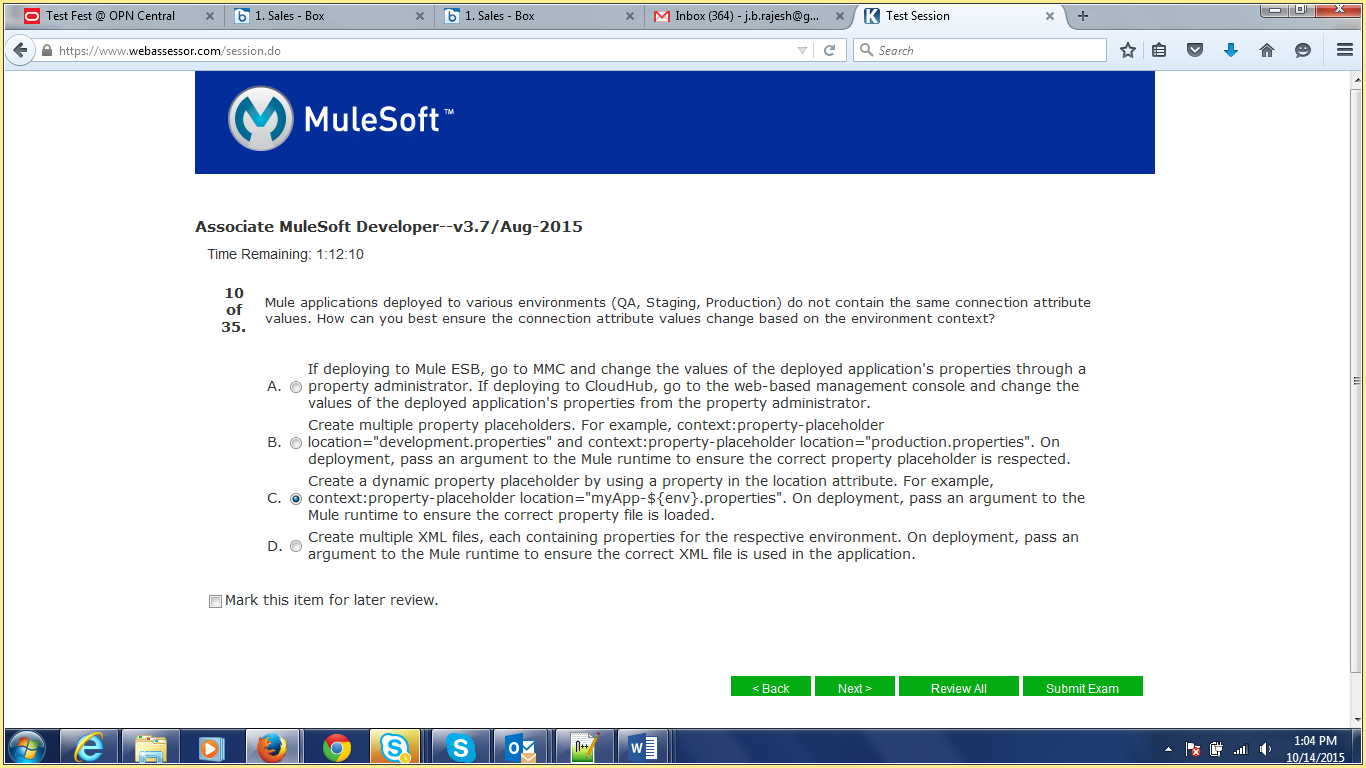 Test Fest @ OPN Central
1. Sales - Box
1. Sales - Box
Inbox (364) - j.b.rajesh@g...
Test Session
https://www.webassessor.com/session.do
Search
MuleSoft™
Associate MuleSoft Developer--v3.7/Aug-2015
Time Remaining: 1:12:10
10
of
35.
Mule applications deployed to various environments (QA, Staging, Production) do not contain the same connection attribute
values. How can you best ensure the connection attribute values change based on the environment context?
If deploying to Mule ESB, go to MMC and change the values of the deployed application's properties through a
A. property administrator. If deploying to CloudHub, go to the web-based management console and change the
values of the deployed application's properties from the property administrator.
Create multiple property placeholders. For example, context:property-placeholder
B. location="development.properties" and context:property-placeholder location="production.properties". On
deployment, pass an argument to the Mule runtime to ensure the correct property placeholder is respected.
Create a dynamic property placeholder by using a property in the location attribute. For example,
C. context:property-placeholder location="myApp-${env}.properties". On deployment, pass an argument to the
Mule runtime to ensure the correct property file is loaded.
Create multiple XML files, each containing properties for the respective environment. On deployment, pass an
D. argument to the Mule runtime to ensure the correct XML file is used in the application.
Mark this item for later review.
< Back
Next >
Review All
Submit Exam
1:04 PM
10/14/2015